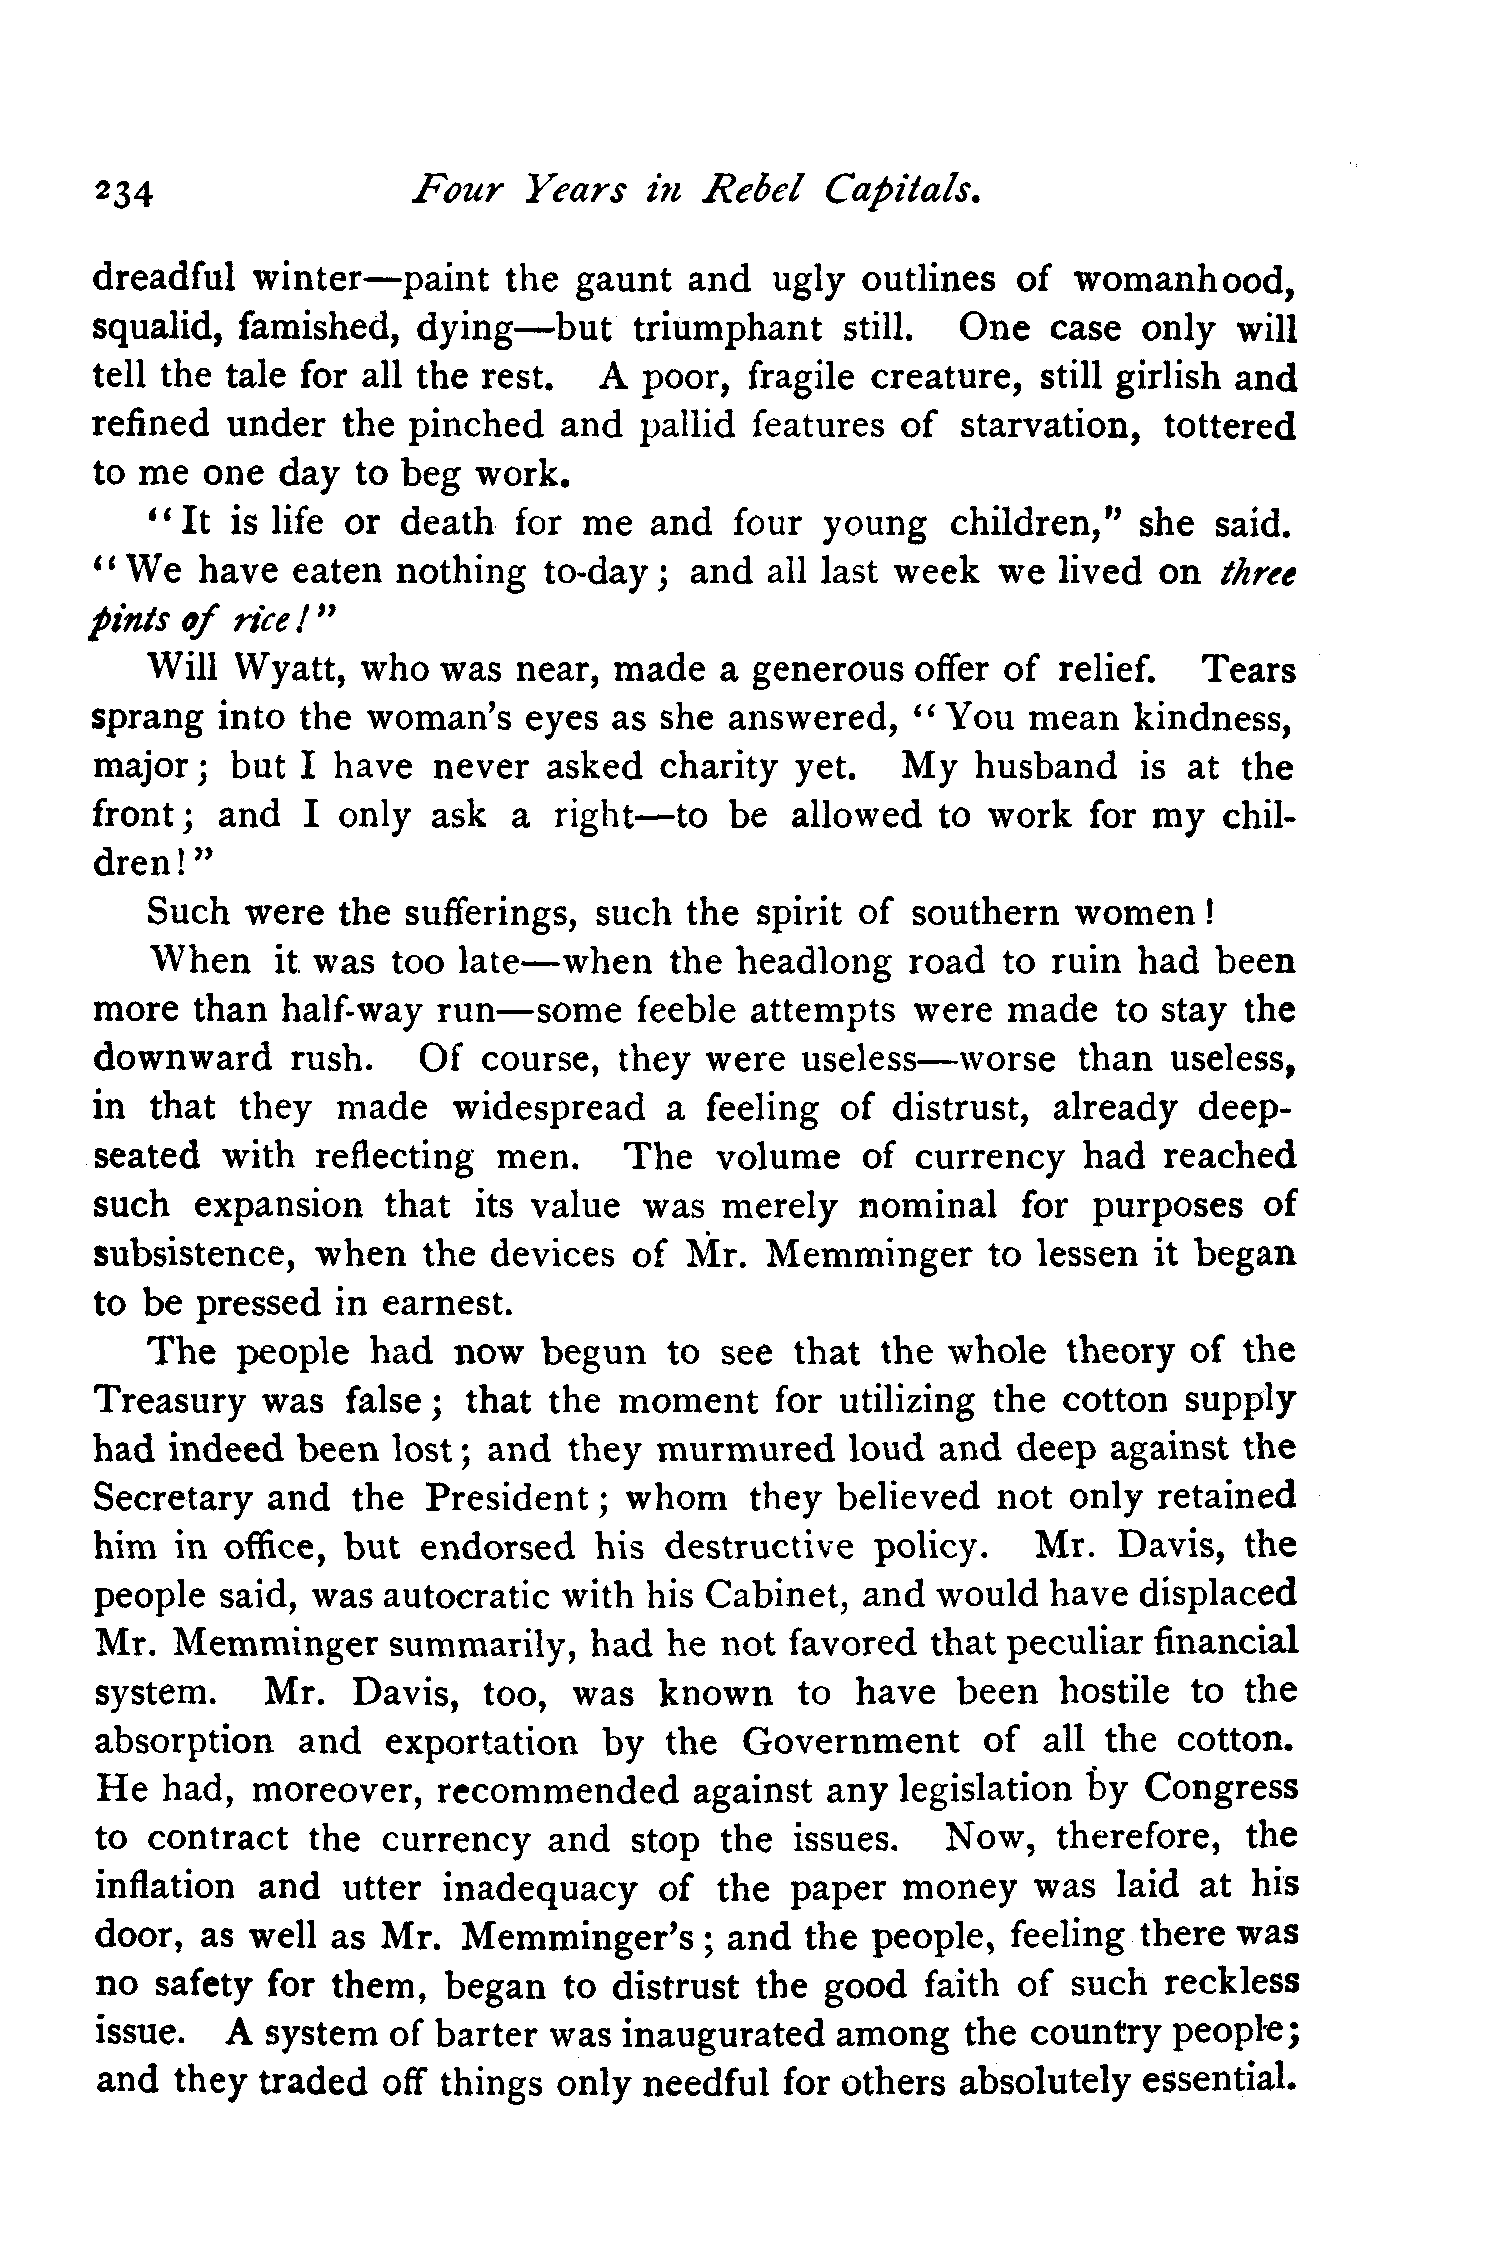 234 Four Years in Rebel Capitals.
dreadful winter—paint the gaunt and ugly outlines of womanhood,
squalid, famished, dying—but triumphant still. One case only will
tell the tale for all the rest. A poor, fragile creature, still girlish and
refined under the pinched and pallid features of starvation, tottered
to me one day to beg work.
"It is life or death for me and four young children," she said.
"We have eaten nothing to-day; and all last week we lived on three
pints of rice!"
Will Wyatt, who was near, made a generous offer of relief. Tears
sprang into the woman's eyes as she answered, "You mean kindness,
major; but I have never asked charity yet. My husband is at the
front; and I only ask a right—to be allowed to work for my chil-
dren!"
Such were the sufferings, such the spirit of southern women!
When it was too late—when the headlong road to ruin had been
more than half-way run—some feeble attempts were made to stay the
downward rush. Of course, they were useless—worse than useless,
in that they made widespread a feeling of distrust, already deep-
seated with reflecting men. The volume of currency had reached
such expansion that its value was merely nominal for purposes of
subsistence, when the devices of Mr. Memminger to lessen it began
to be pressed in earnest.
The people had now begun to see that the whole theory of the
Treasury was false; that the moment for utilizing the cotton supply
had indeed been lost; and they murmured loud and deep against the
Secretary and the President; whom they believed not only retained
him in office, but endorsed his destructive policy. Mr. Davis, the
people said, was autocratic with his Cabinet, and would have displaced
Mr. Memminger summarily, had he not favored that peculiar financial
system. Mr. Davis, too, was known to have been hostile to the
absorption and exportation by the Government of all the cotton.
He had, moreover, recommended against any legislation by Congress
to contract the currency and stop the issues. Now, therefore, the
inflation and utter inadequacy of the paper money was laid at his
door, as well as Mr. Memminger's; and the people, feeling there was
no safety for them, began to distrust the good faith of such reckless
issue. A system of barter was inaugurated among the country people;
and they traded off things only needful for others absolutely essential.